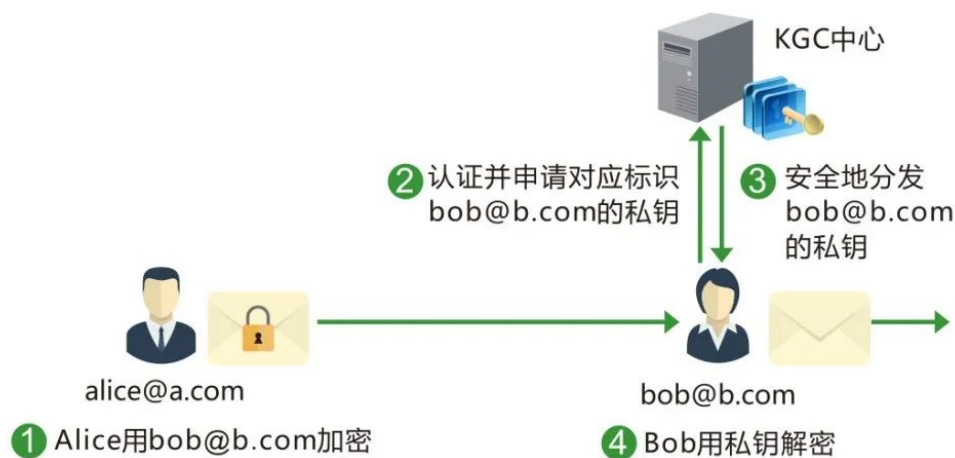 KGC中心
2 认证并申请对应标识
bob@b.com的私钥
3 安全地分发
bob@b.com
的私钥
alice@a.com
bob@b.com
1 Alice用bob@b.com加密
4 Bob用私钥解密